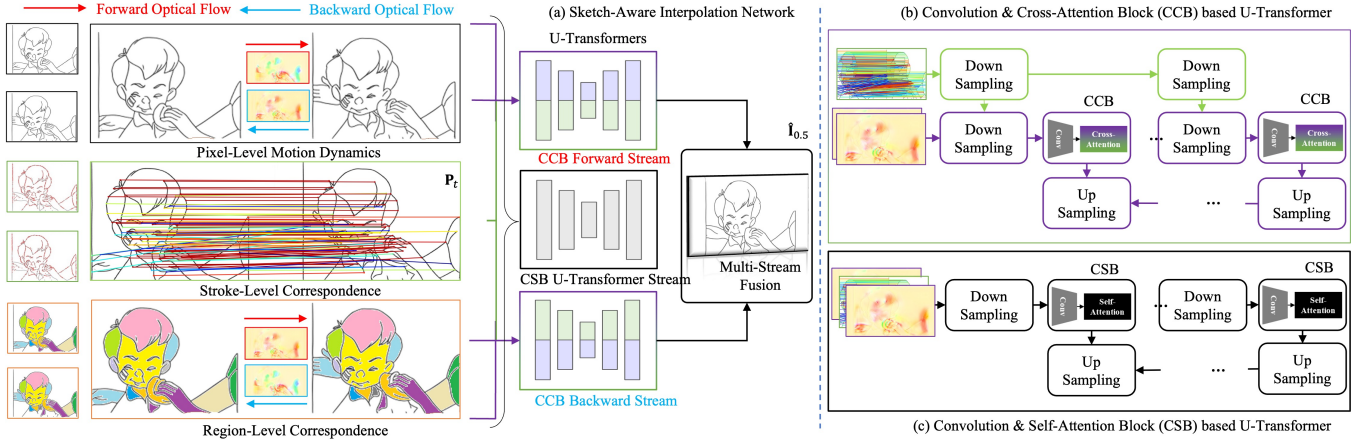 Forward Optical Flow
Backward Optical Flow
Pixel-Level Motion Dynamics
P_t
Stroke-Level Correspondence
Region-Level Correspondence
(a) Sketch-Aware Interpolation Network
U-Transformers
CCB Forward Stream
CSB U-Transformer Stream
CCB Backward Stream
Î_0.5
Multi-Stream
Fusion
(b) Convolution & Cross-Attention Block (CCB) based U-Transformer
Down
Sampling
Down
Sampling
CCB
CCB
Down
Sampling
Conv
Cross-
Attention
...
Down
Sampling
Conv
Cross-
Attention
Up
Sampling
...
Up
Sampling
CSB
CSB
Down
Sampling
Conv
Self-
Attention
...
Down
Sampling
Conv
Self-
Attention
Up
Sampling
...
Up
Sampling
(c) Convolution & Self-Attention Block (CSB) based U-Transformer